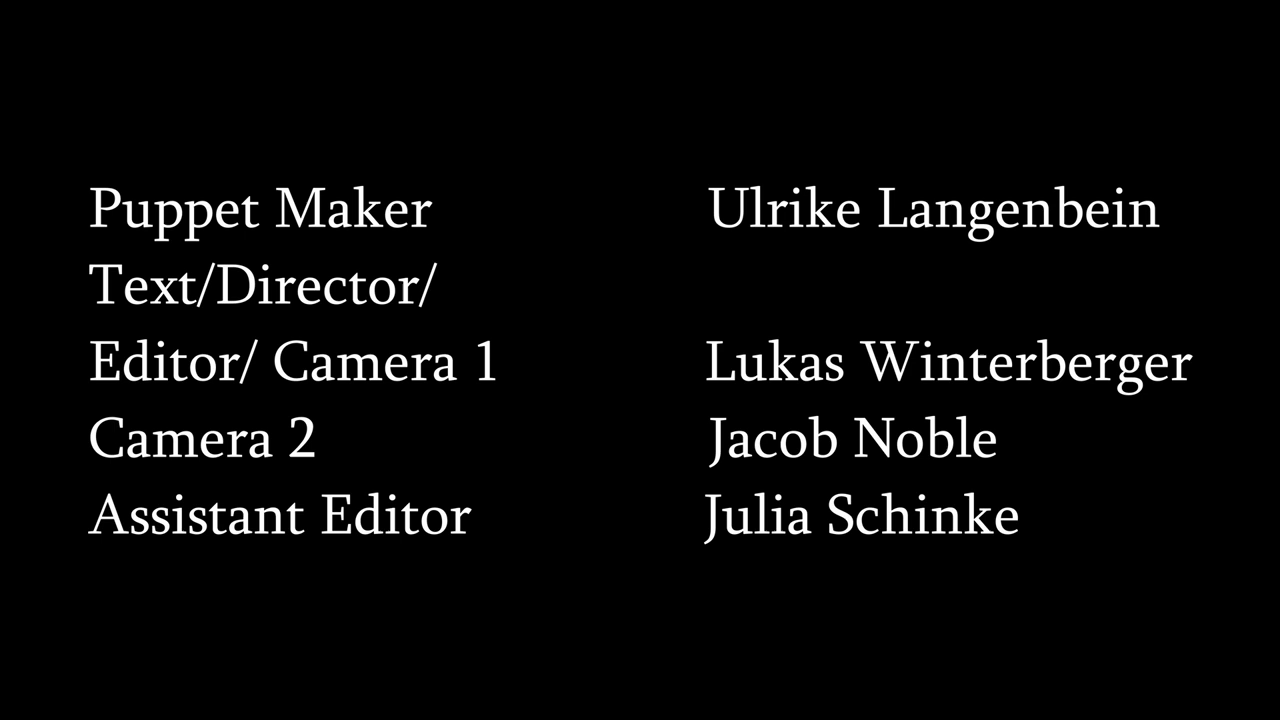 Puppet Maker Ulrike Langenbein
Text/Director/
Editor/ Camera 1 Lukas Winterberger
Camera 2 Jacob Noble
Assistant Editor Julia Schinke